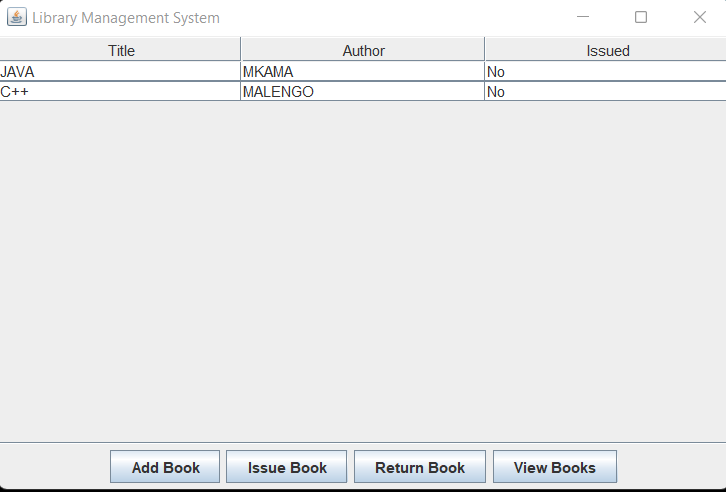 Library Management System
Title Author Issued
JAVA MKAMA No
C++ MALENGO No
Add Book Issue Book Return Book View Books